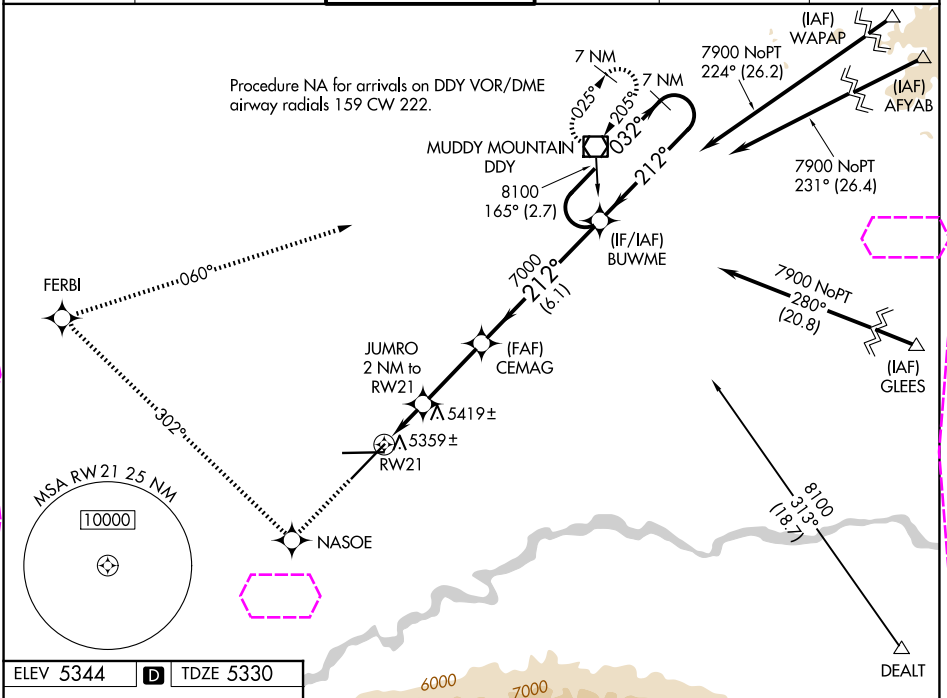 (IAF)
WAPAP
7900 NoPT
224° (26.2)
(IAF)
AFYAB
7900 NoPT
231° (26.4)
Procedure NA for arrivals on DDY VOR/DME
airway radials 159 CW 222.
7 NM
7 NM
025°
205°
032°
212°
MUDDY MOUNTAIN
DDY
8100
165° (2.7)
(IF/IAF)
BUWME
7000
212°
(6.1)
7900 NoPT
280°
(20.8)
(IAF)
GLEES
FERBI
060°
302°
(FAF)
CEMAG
JUMRO
2 NM to
RW21
5419±
5359±
RW21
MSA RW21 25 NM
10000
NASOE
8100
313°
(18.7)
DEALT
ELEV 5344
D
TDZE 5330
6000
7000